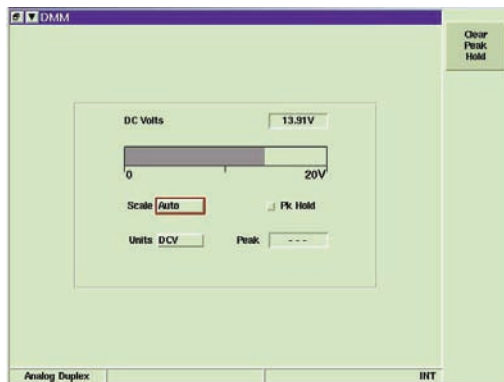 DMM
Clear
Peak
Hold
DC Volts 13.91V
0 20V
Scale Auto Pk Hold
Units DCV Peak ---
Analog Duplex INT